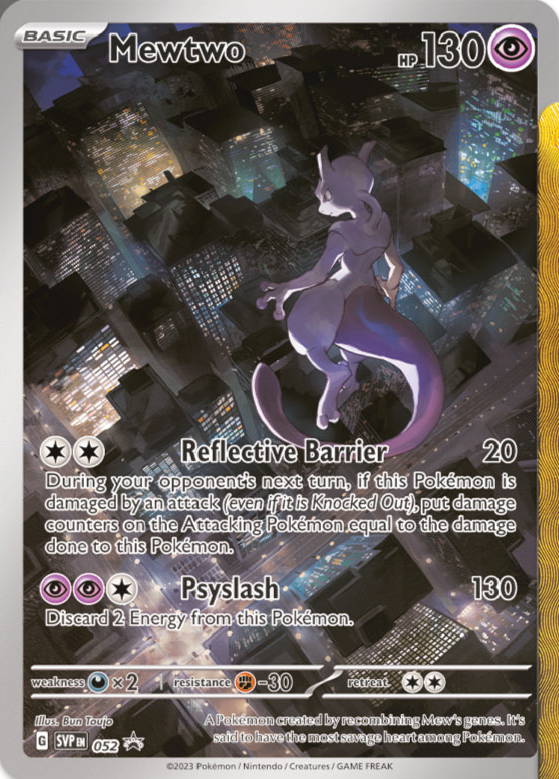 BASIC
Mewtwo
HP 130
Reflective Barrier 20
During your opponent's next turn, if this Pokémon is
damaged by an attack (even if it is Knocked Out), put damage
counters on the Attacking Pokémon equal to the damage
done to this Pokémon.
Psyslash 130
Discard 2 Energy from this Pokémon.
weakness ×2 resistance -30 retreat
Illus. Bun Toujo
G SVP EN 052
A Pokémon created by recombining Mew's genes. It's
said to have the most savage heart among Pokémon.
©2023 Pokémon / Nintendo / Creatures / GAME FREAK